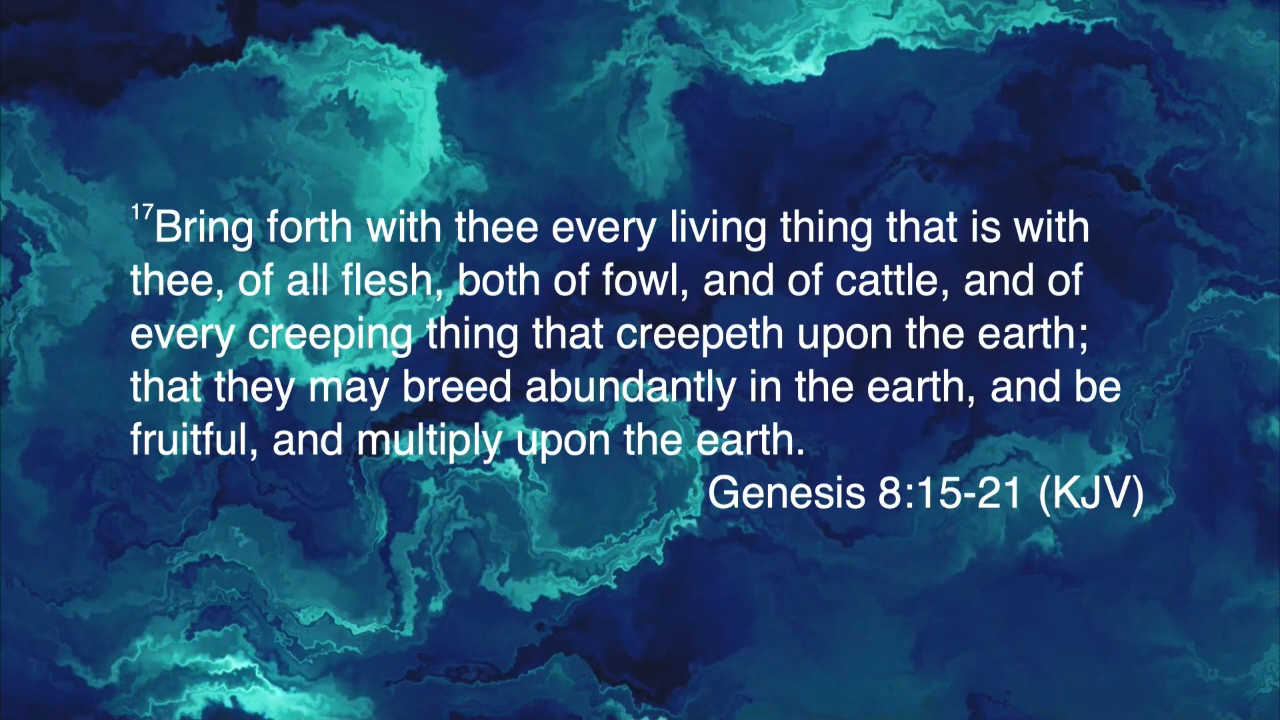 17Bring forth with thee every living thing that is with
thee, of all flesh, both of fowl, and of cattle, and of
every creeping thing that creepeth upon the earth;
that they may breed abundantly in the earth, and be
fruitful, and multiply upon the earth.
Genesis 8:15-21 (KJV)